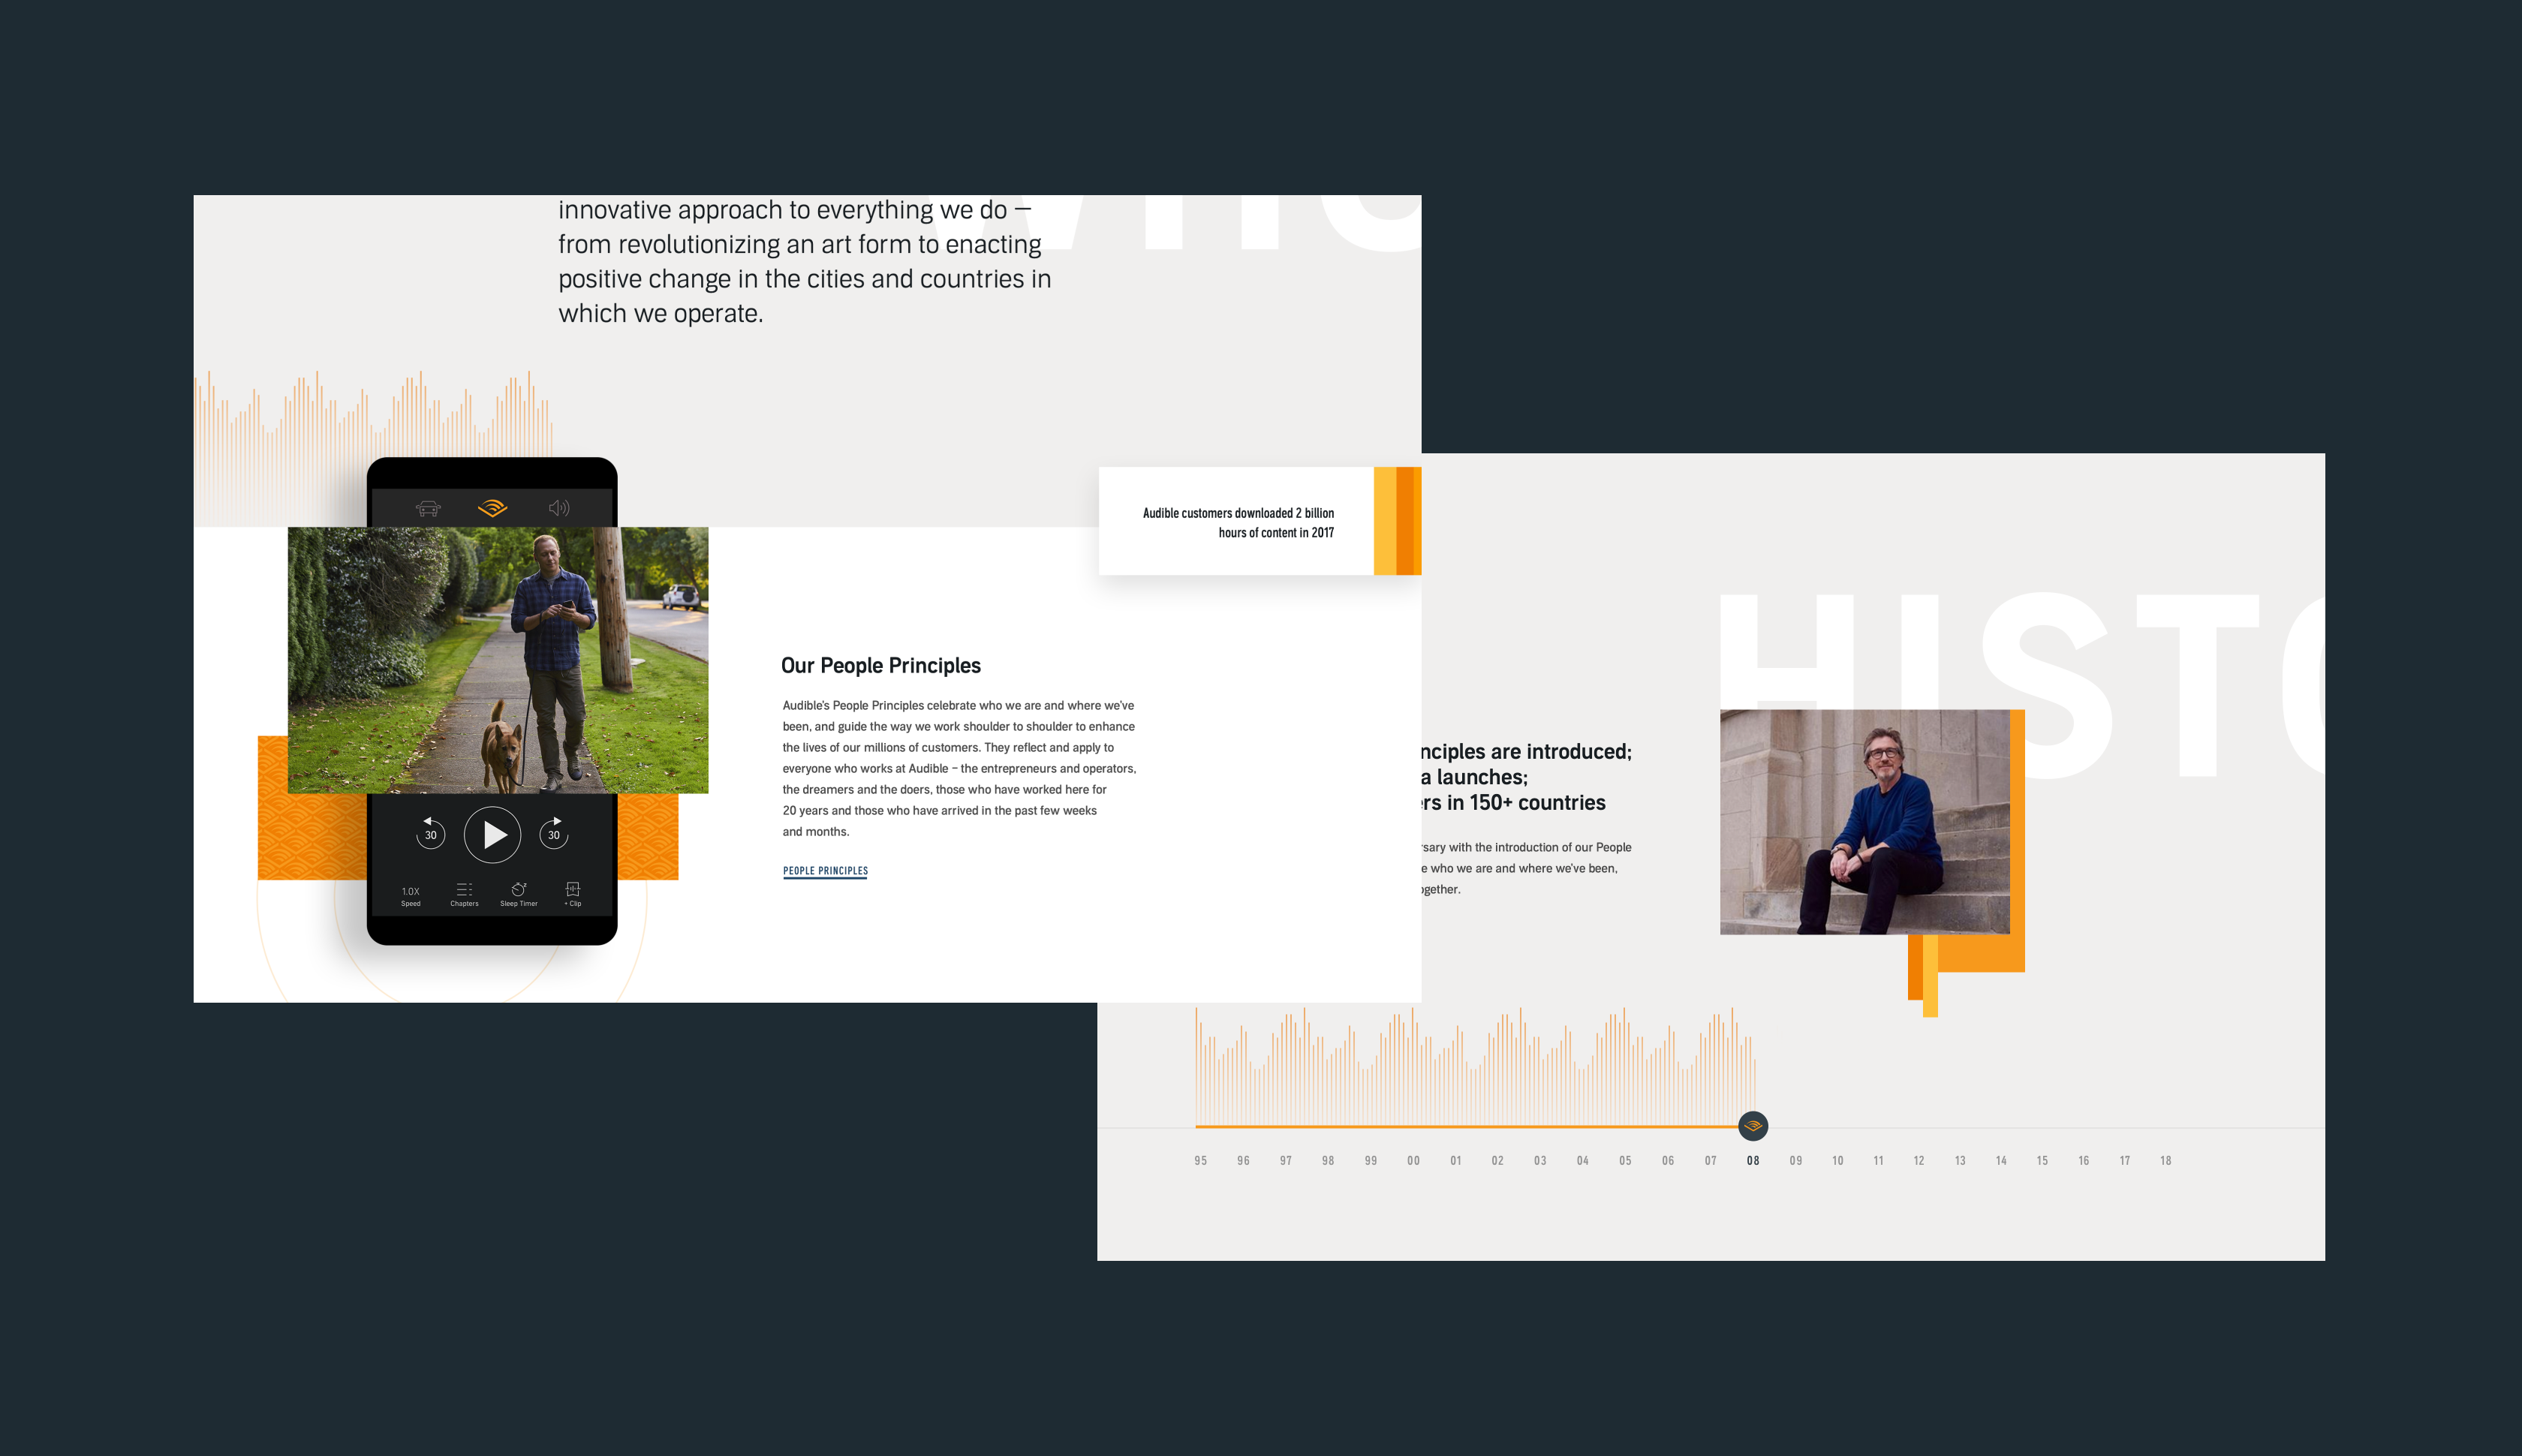 innovative approach to everything we do —
from revolutionizing an art form to enacting
positive change in the cities and countries in
which we operate.
Audible customers downloaded 2 billion
hours of content in 2017
30
30
1.0X
Speed
Chapters
Sleep Timer
+ Clip
Our People Principles
Audible's People Principles celebrate who we are and where we've
been, and guide the way we work shoulder to shoulder to enhance
the lives of our millions of customers. They reflect and apply to
everyone who works at Audible – the entrepreneurs and operators,
the dreamers and the doers, those who have worked here for
20 years and those who have arrived in the past few weeks
and months.
PEOPLE PRINCIPLES
HISTO
nciples are introduced;
a launches;
rs in 150+ countries
rsary with the introduction of our People
e who we are and where we've been,
ogether.
95 96 97 98 99 00 01 02 03 04 05 06 07 08 09 10 11 12 13 14 15 16 17 18